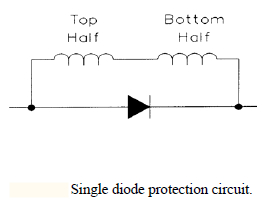 Top Bottom
Half Half
Single diode protection circuit.